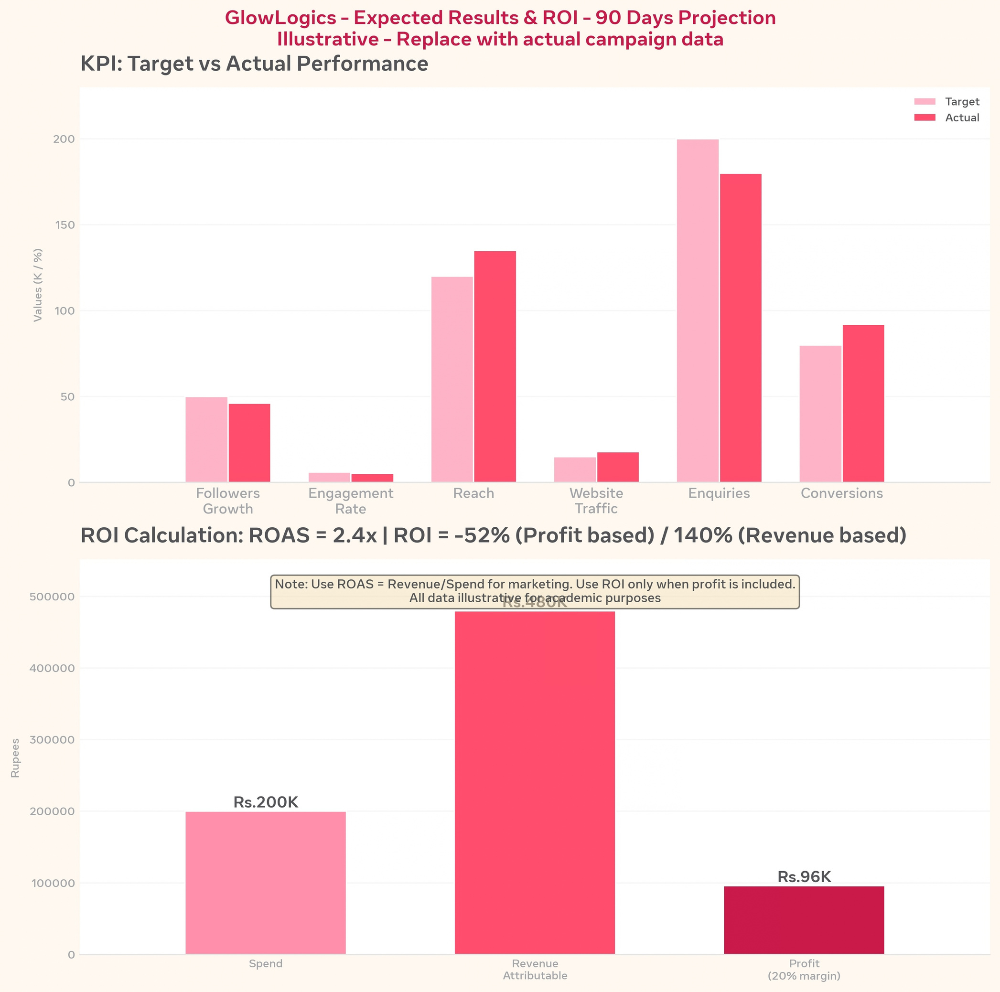 GlowLogics - Expected Results & ROI - 90 Days Projection
Illustrative - Replace with actual campaign data
KPI: Target vs Actual Performance
Target
Actual
Values (K / %)
200
150
100
50
0
Followers
Growth
Engagement
Rate
Reach
Website
Traffic
Enquiries
Conversions
ROI Calculation: ROAS = 2.4x | ROI = -52% (Profit based) / 140% (Revenue based)
Note: Use ROAS = Revenue/Spend for marketing. Use ROI only when profit is included.
All data illustrative for academic purposes
Rs.480K
Rupees
500000
400000
300000
200000
100000
0
Rs.200K
Rs.96K
Spend
Revenue
Attributable
Profit
(20% margin)